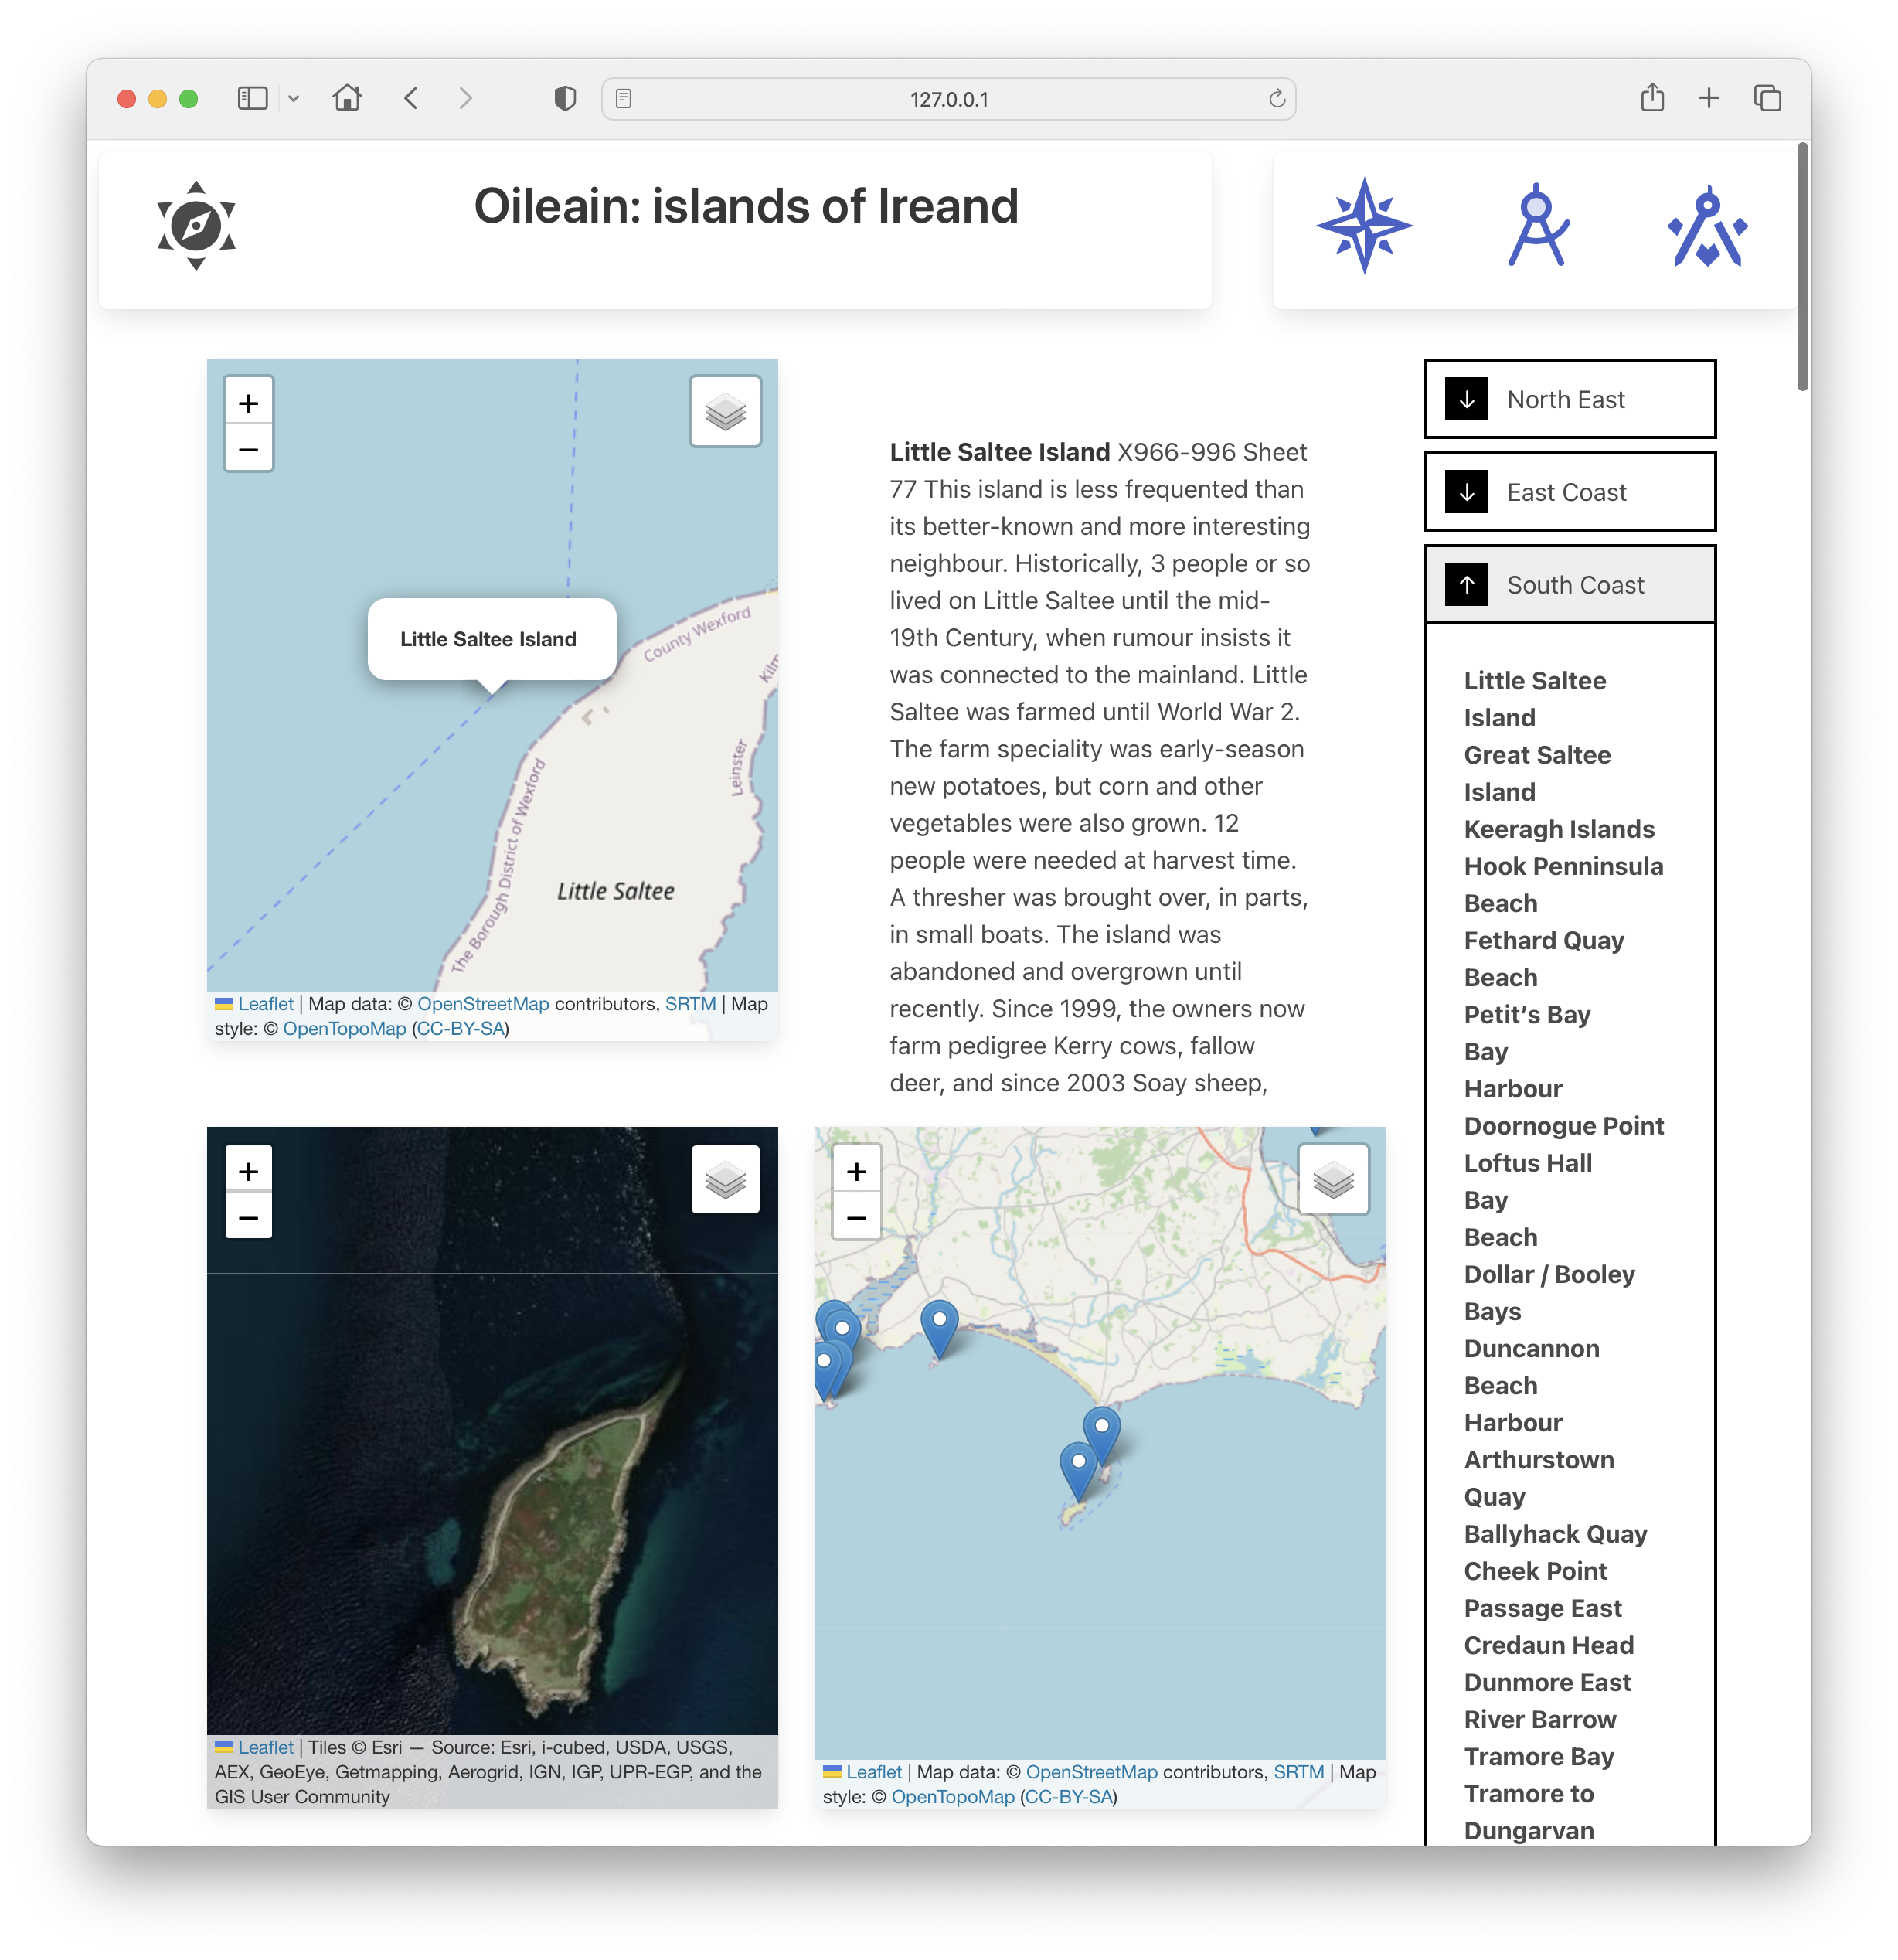 127.0.0.1
Oileain: islands of Ireand
+
−
Little Saltee Island
County Wexford
Leinster
The Borough District of Wexford
Little Saltee
Leaflet | Map data: © OpenStreetMap contributors, SRTM | Map
style: © OpenTopoMap (CC-BY-SA)
Little Saltee Island X966-996 Sheet
77 This island is less frequented than
its better-known and more interesting
neighbour. Historically, 3 people or so
lived on Little Saltee until the mid-
19th Century, when rumour insists it
was connected to the mainland. Little
Saltee was farmed until World War 2.
The farm speciality was early-season
new potatoes, but corn and other
vegetables were also grown. 12
people were needed at harvest time.
A thresher was brought over, in parts,
in small boats. The island was
abandoned and overgrown until
recently. Since 1999, the owners now
farm pedigree Kerry cows, fallow
deer, and since 2003 Soay sheep,
+
−
Leaflet | Tiles © Esri — Source: Esri, i-cubed, USDA, USGS,
AEX, GeoEye, Getmapping, Aerogrid, IGN, IGP, UPR-EGP, and the
GIS User Community
+
−
Leaflet | Map data: © OpenStreetMap contributors, SRTM | Map
style: © OpenTopoMap (CC-BY-SA)
North East
East Coast
South Coast
Little Saltee
Island
Great Saltee
Island
Keeragh Islands
Hook Penninsula
Beach
Fethard Quay
Beach
Petit’s Bay
Bay
Harbour
Doornogue Point
Loftus Hall
Bay
Beach
Dollar / Booley
Bays
Duncannon
Beach
Harbour
Arthurstown
Quay
Ballyhack Quay
Cheek Point
Passage East
Credaun Head
Dunmore East
River Barrow
Tramore Bay
Tramore to
Dungarvan